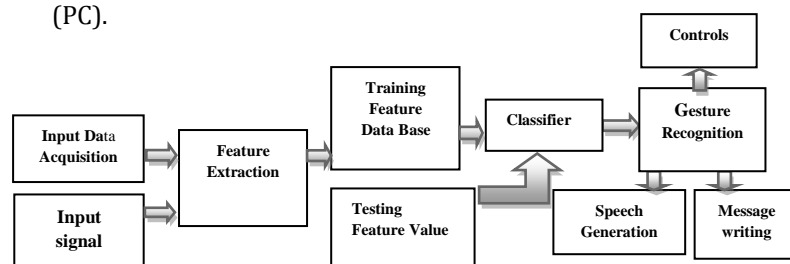 (PC).
Controls
Training
Feature
Data Base
Classifier
Gesture
Recognition
Input Data
Acquisition
Feature
Extraction
Input
signal
Testing
Feature Value
Speech
Generation
Message
writing